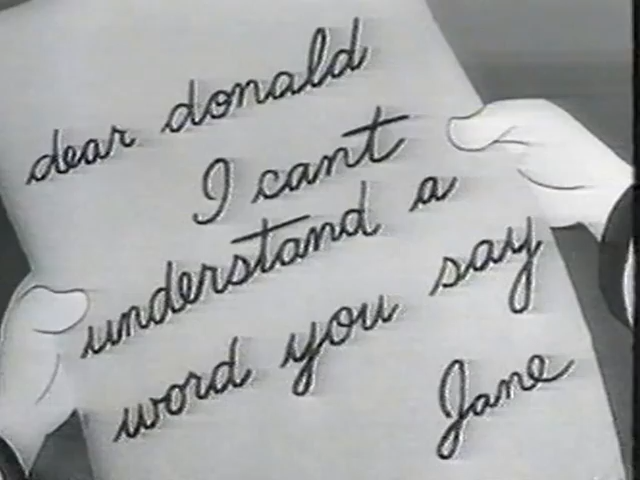 dear donald
I cant
understand a
word you say
Jane